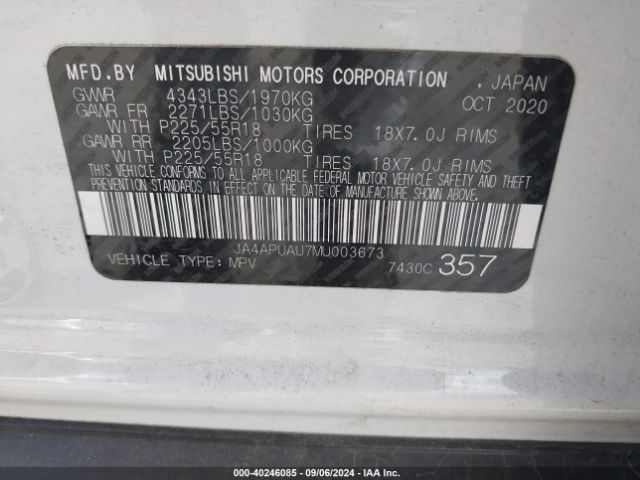 MFD.BY MITSUBISHI MOTORS CORPORATION , JAPAN
GVWR 4343LBS/1970KG OCT 2020
GAWR FR 2271LBS/1030KG
WITH P225/55R18 TIRES 18X7.0J RIMS
GAWR RR 2205LBS/1000KG
WITH P225/55R18 TIRES 18X7.0J RIMS
THIS VEHICLE CONFORMS TO ALL APPLICABLE FEDERAL MOTOR VEHICLE SAFETY AND THEFT
PREVENTION STANDARDS IN EFFECT ON THE DATE OF MANUFACTURE SHOWN ABOVE.
JA4APUAU7MU003673
VEHICLE TYPE: MPV 7430C 357
000-40246085 - 09/06/2024 - IAAI.COM